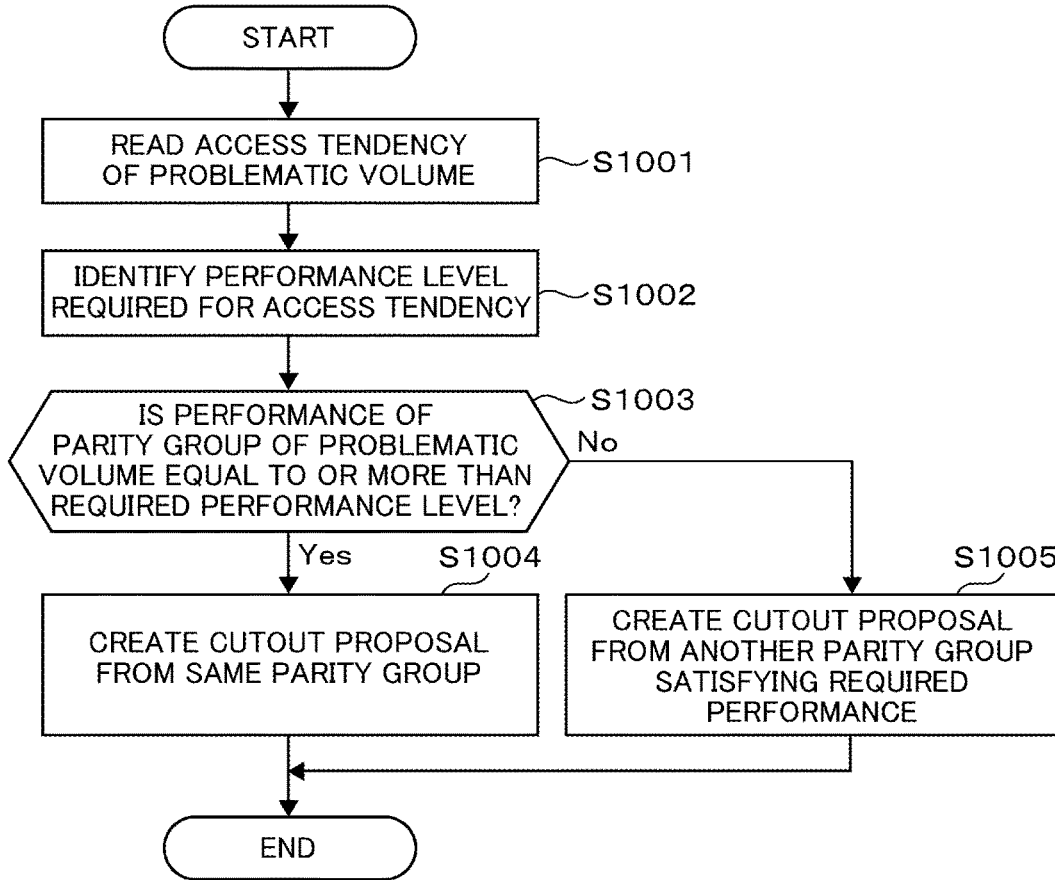 START
READ ACCESS TENDENCY
OF PROBLEMATIC VOLUME
S1001
IDENTIFY PERFORMANCE LEVEL
REQUIRED FOR ACCESS TENDENCY
S1002
IS PERFORMANCE OF
PARITY GROUP OF PROBLEMATIC
VOLUME EQUAL TO OR MORE THAN
REQUIRED PERFORMANCE LEVEL?
S1003
No
Yes
S1004
CREATE CUTOUT PROPOSAL
FROM SAME PARITY GROUP
S1005
CREATE CUTOUT PROPOSAL
FROM ANOTHER PARITY GROUP
SATISFYING REQUIRED
PERFORMANCE
END